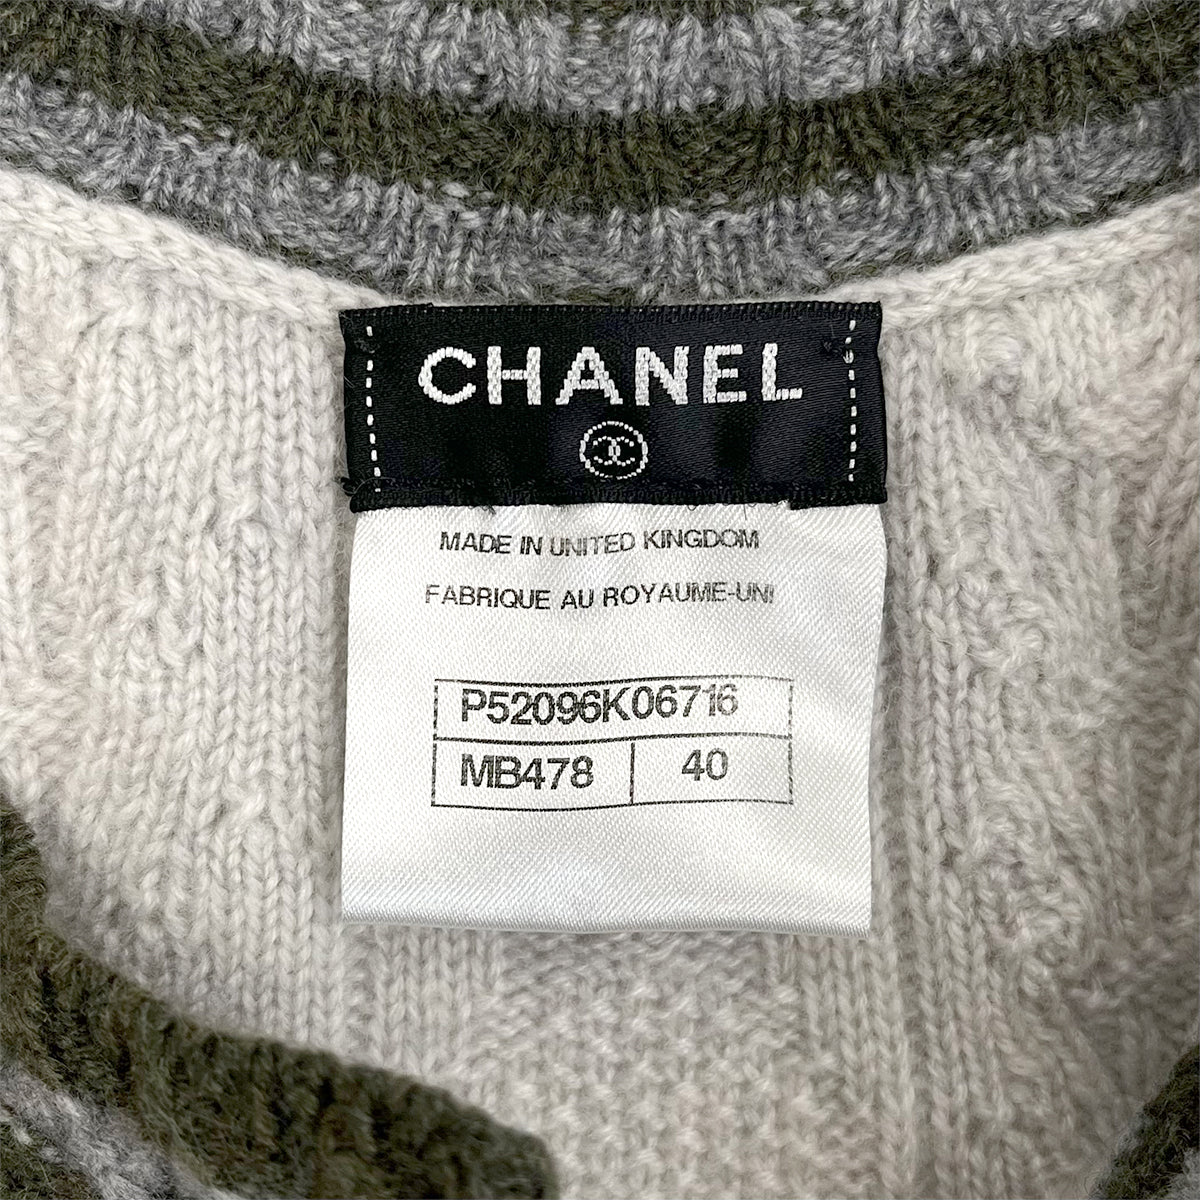 CHANEL
MADE IN UNITED KINGDOM
FABRIQUE AU ROYAUME-UNI
P52096K06716
MB478 40